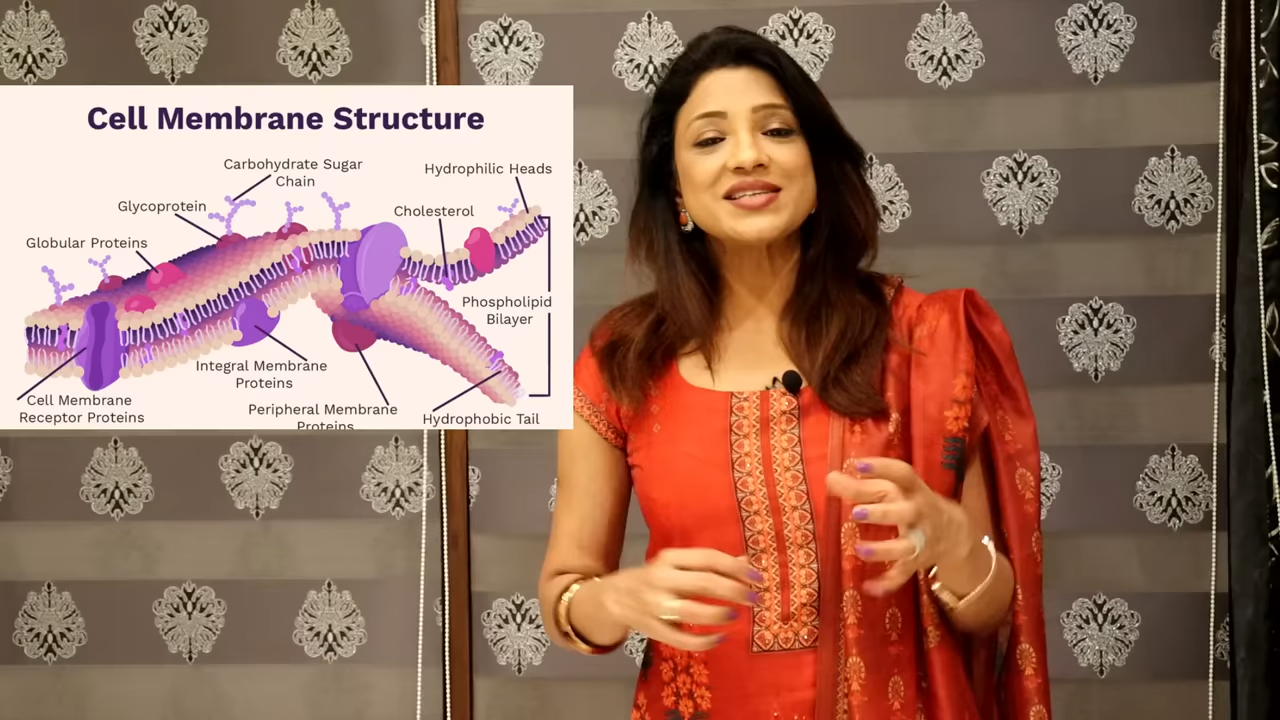 Cell Membrane Structure
Carbohydrate Sugar
Chain
Hydrophilic Heads
Glycoprotein
Cholesterol
Globular Proteins
Phospholipid
Bilayer
Integral Membrane
Proteins
Cell Membrane
Receptor Proteins
Peripheral Membrane
Proteins
Hydrophobic Tail